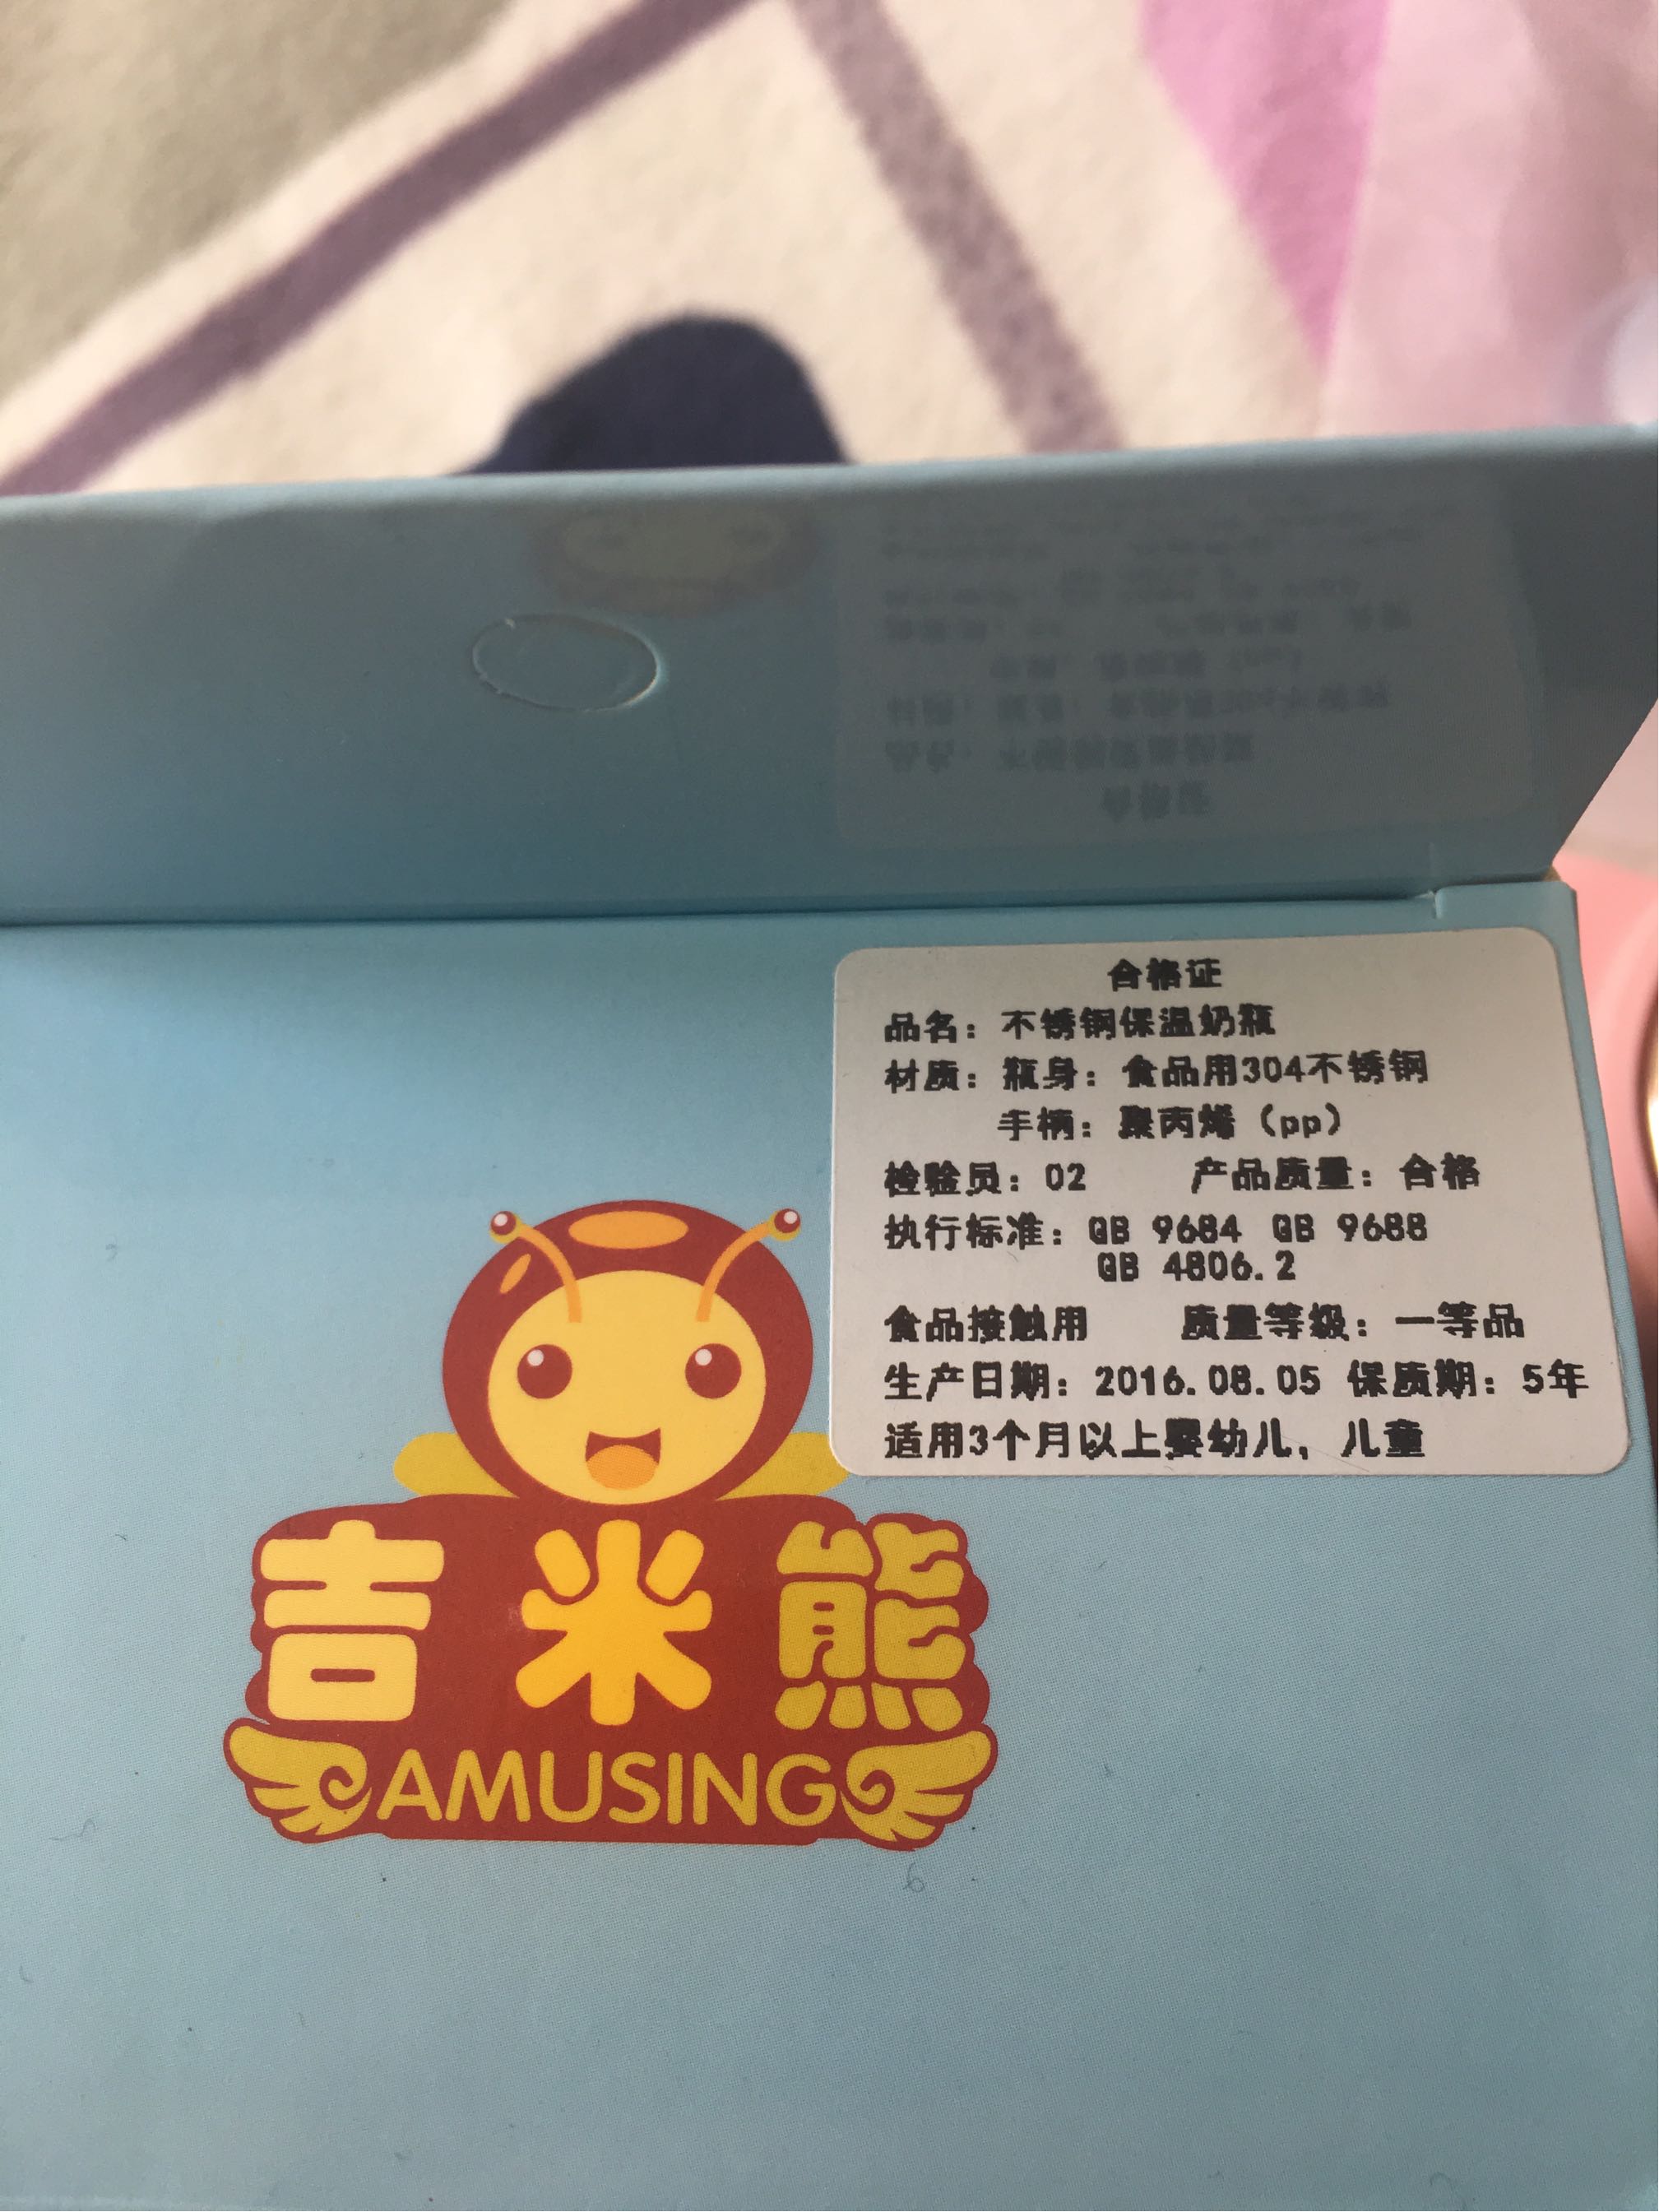 合格证
品名：不锈钢保温奶瓶
材质：瓶身：食品用304不锈钢
手柄：聚丙烯（pp）
检验员：02 产品质量：合格
执行标准：GB 9684 GB 9688
GB 4806.2
食品接触用 质量等级：一等品
生产日期：2016.08.05 保质期：5年
适用3个月以上婴幼儿，儿童
吉米熊
AMUSING